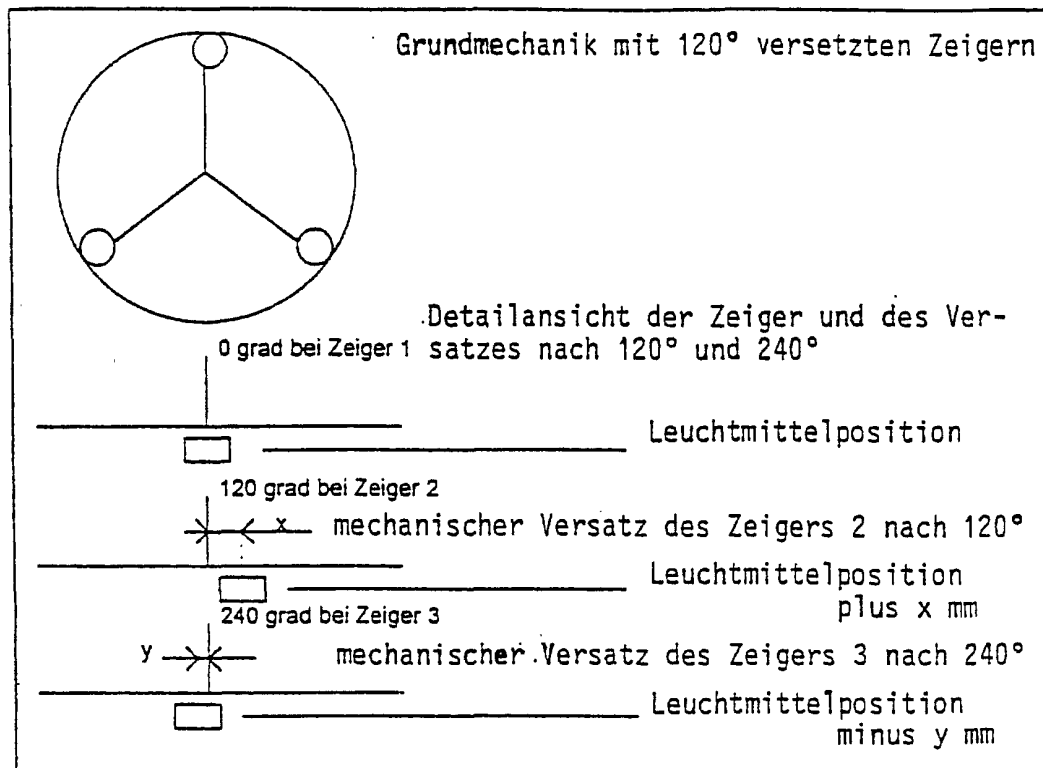 Grundmechanik mit 120° versetzten Zeigern
Detailansicht der Zeiger und des Ver-
satzes nach 120° und 240°
0 grad bei Zeiger 1
Leuchtmittelposition
120 grad bei Zeiger 2
x
mechanischer Versatz des Zeigers 2 nach 120°
Leuchtmittelposition
plus x mm
240 grad bei Zeiger 3
y
mechanischer Versatz des Zeigers 3 nach 240°
Leuchtmittelposition
minus y mm